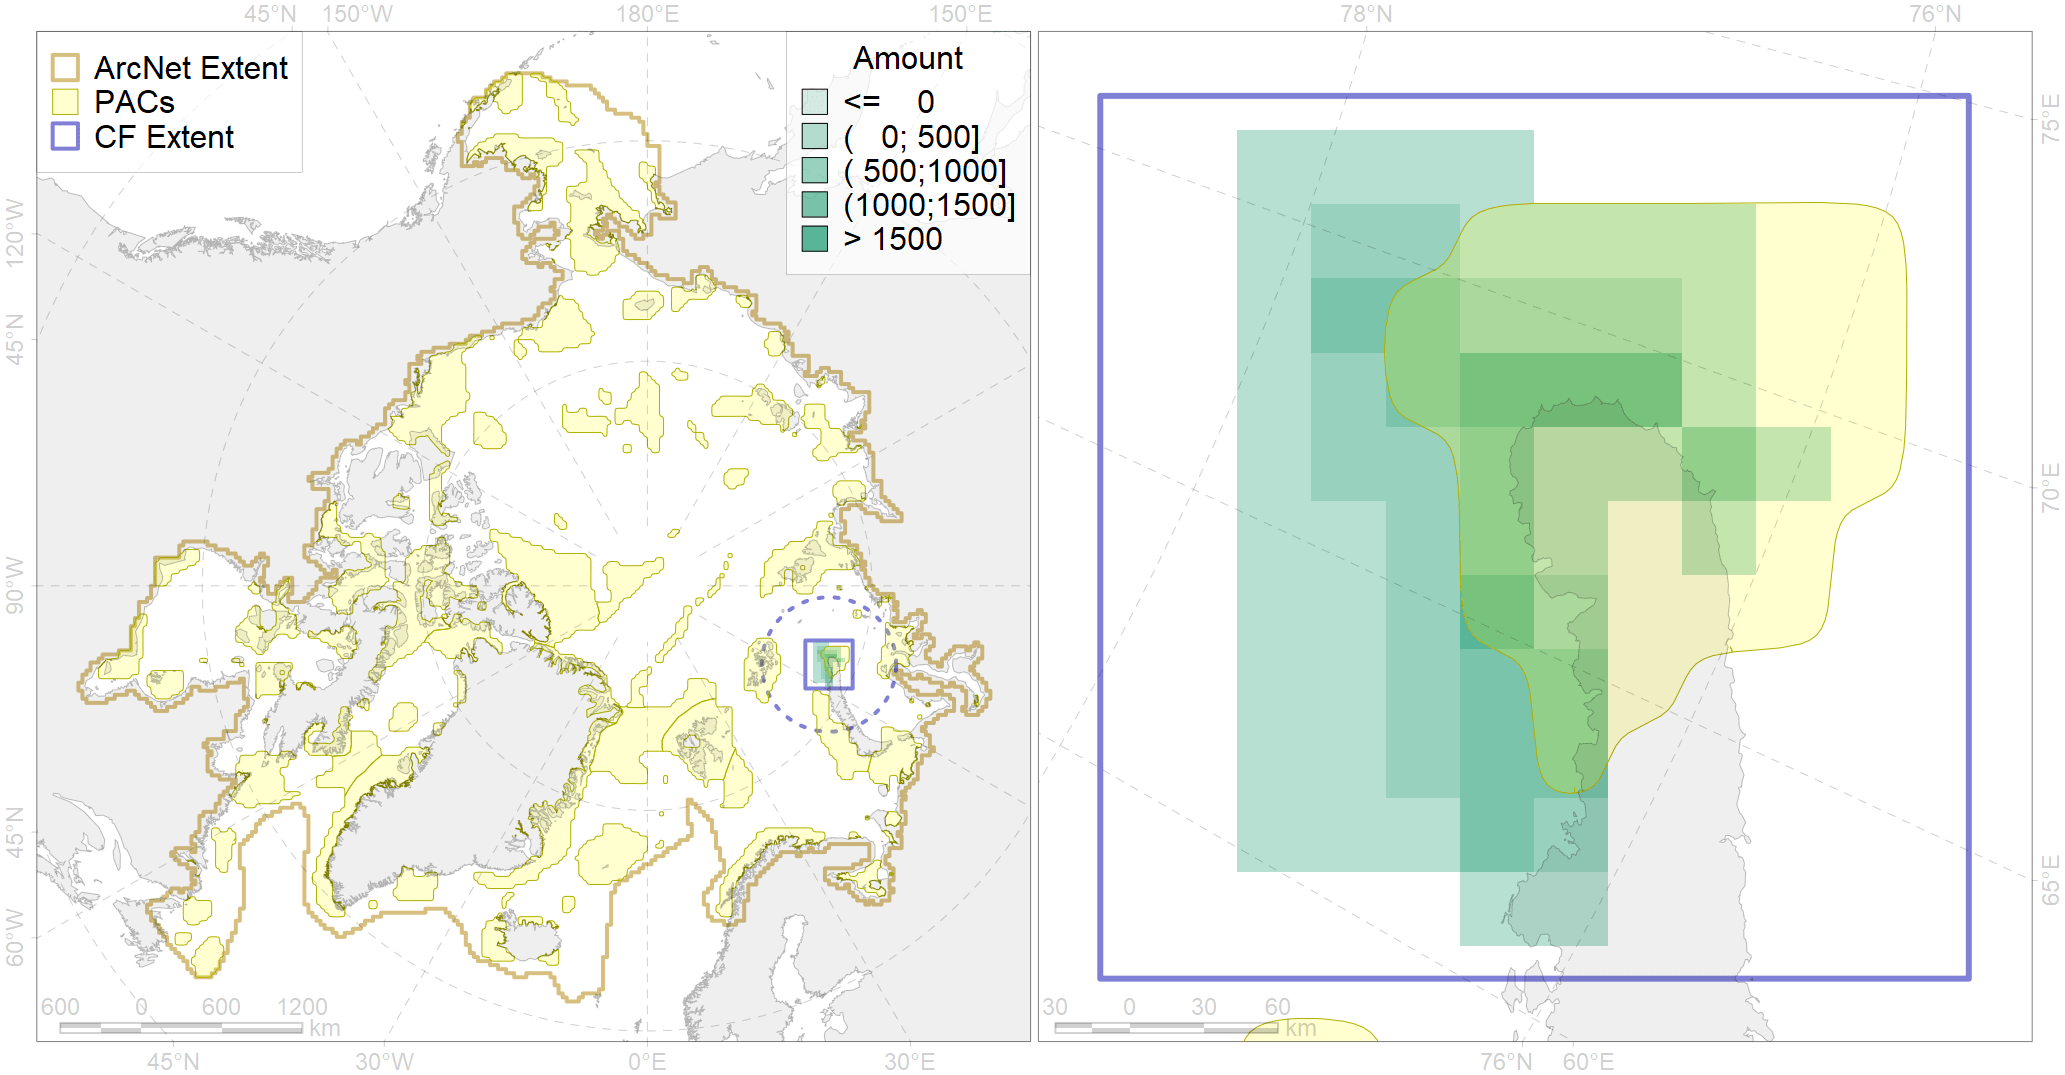 45°N 150°W 180°E 150°E 78°N 76°N
ArcNet Extent
PACs
CF Extent
Amount
<= 0
( 0; 500]
( 500;1000]
(1000;1500]
> 1500
120°W
45°N
90°W
45°N
60°W
75°E
70°E
65°E
600 0 600 1200
km
30 0 30 60
km
45°N 30°W 0°E 30°E 76°N 60°E